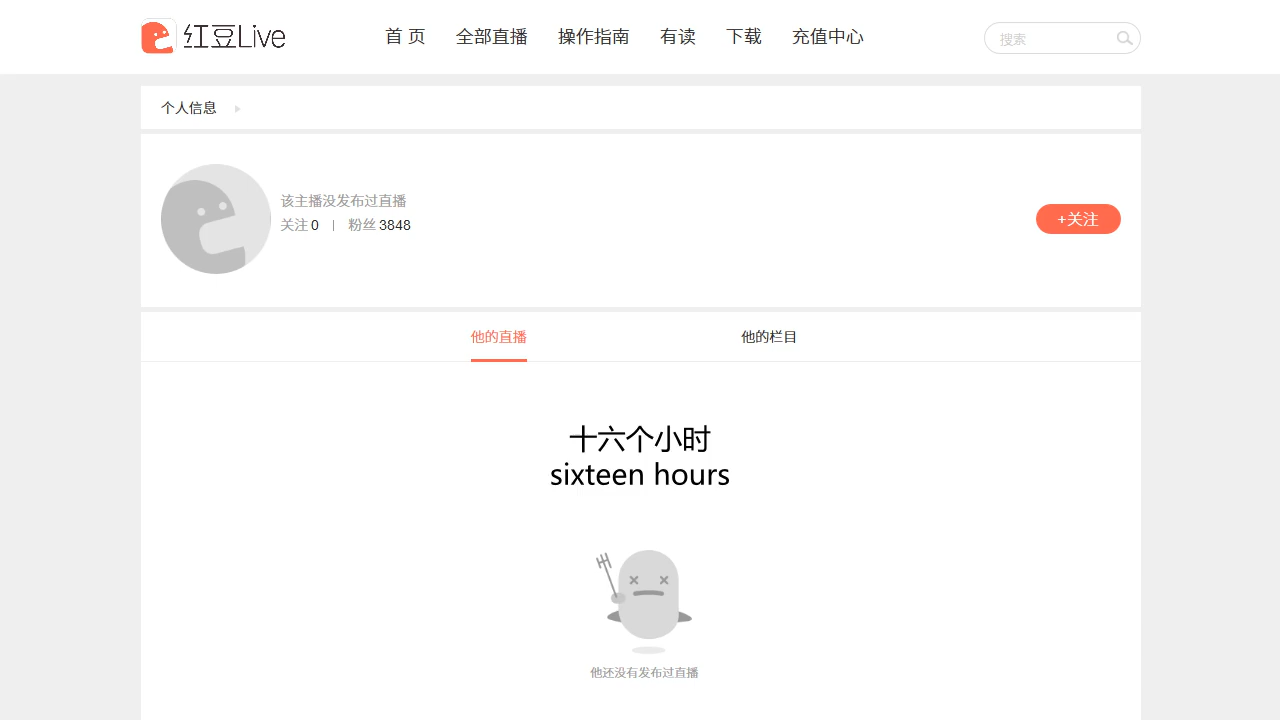 红豆Live
首 页
全部直播
操作指南
有读
下载
充值中心
搜索
个人信息
该主播没发布过直播
关注 0 | 粉丝 3848
+关注
他的直播
他的栏目
十六个小时
sixteen hours
他还没有发布过直播